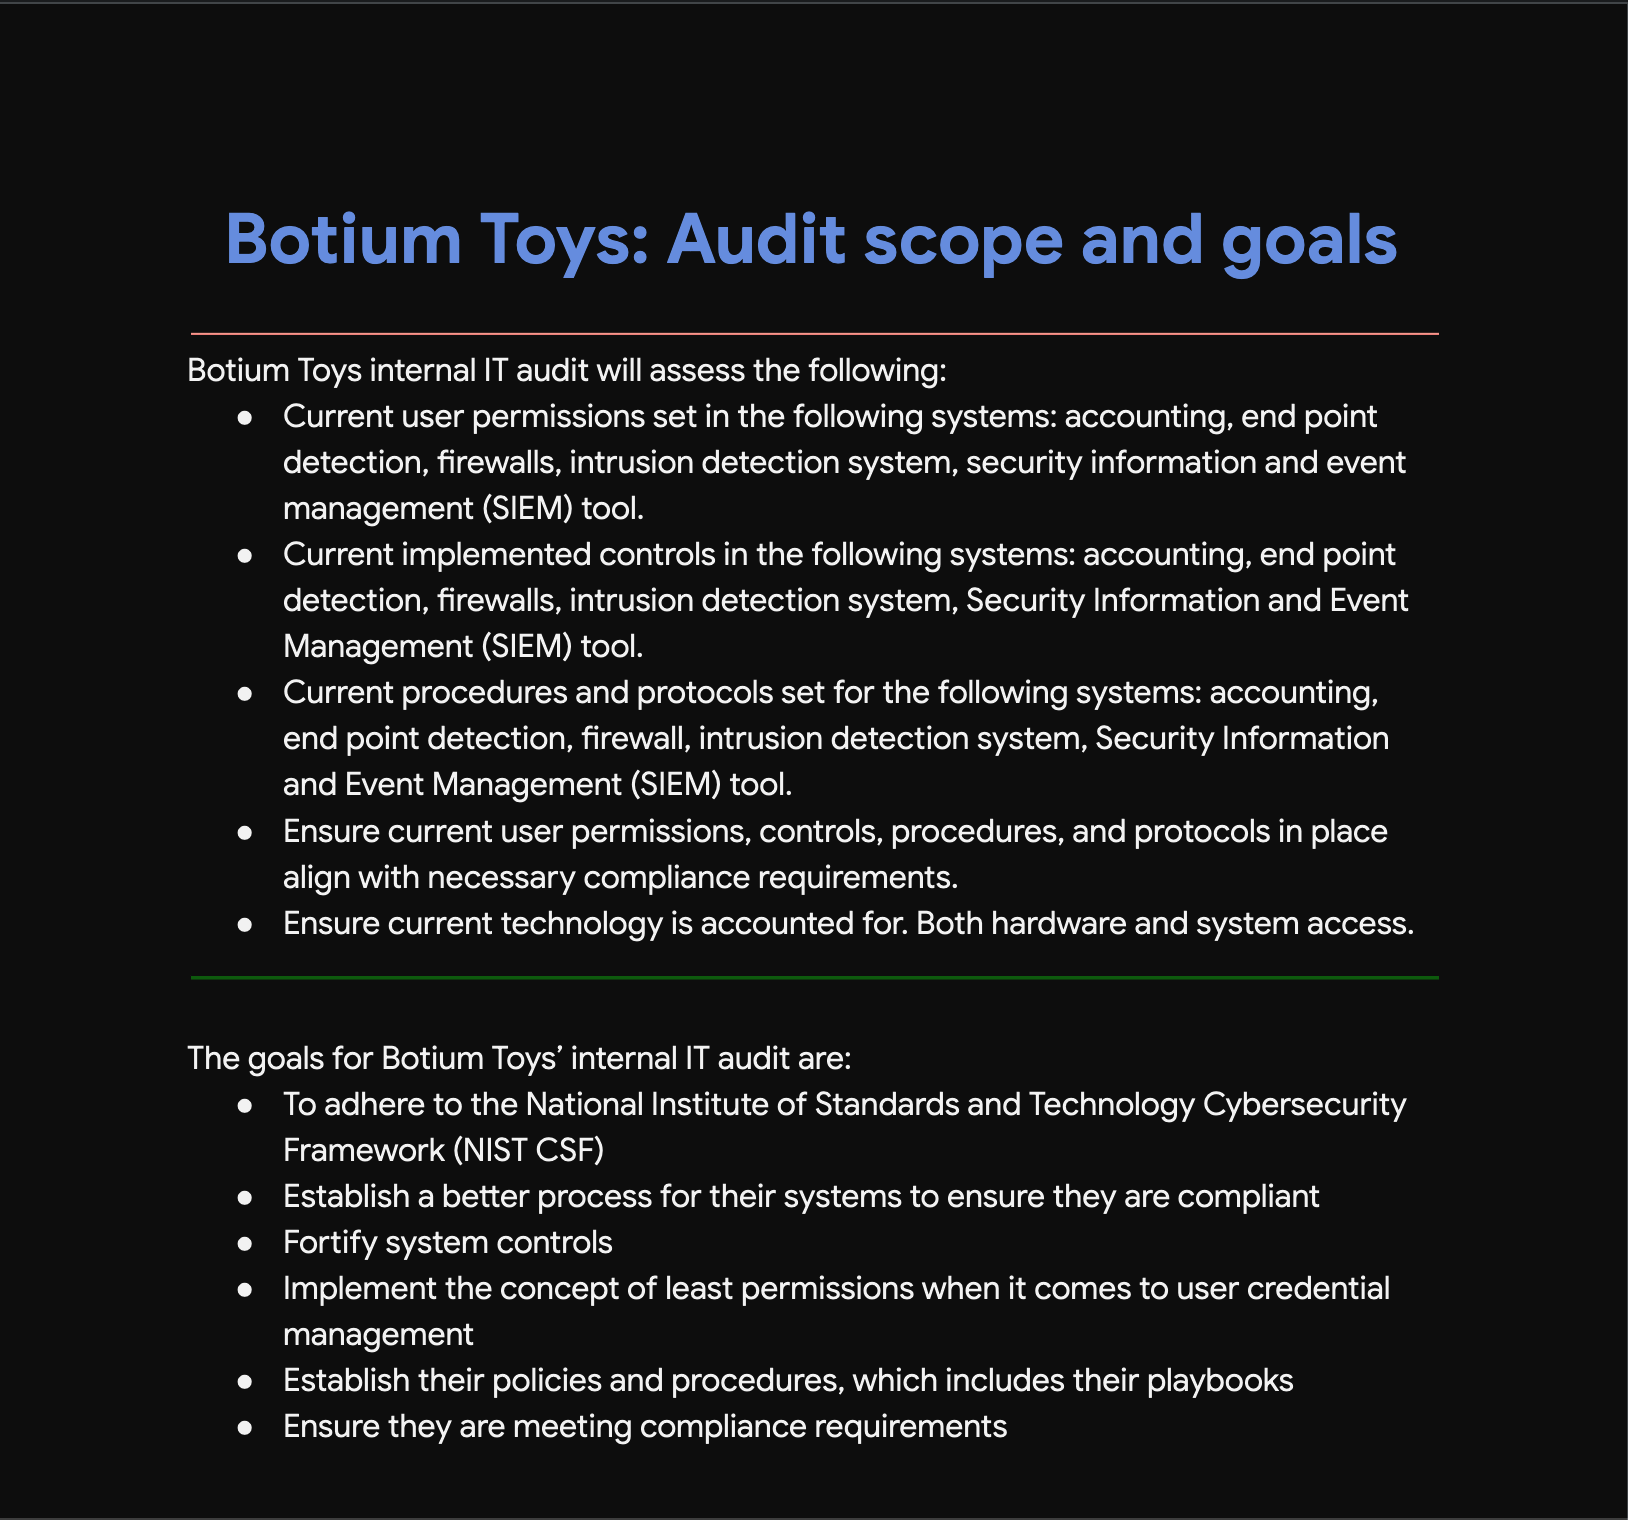 Botium Toys: Audit scope and goals
Botium Toys internal IT audit will assess the following:
● Current user permissions set in the following systems: accounting, end point
detection, firewalls, intrusion detection system, security information and event
management (SIEM) tool.
● Current implemented controls in the following systems: accounting, end point
detection, firewalls, intrusion detection system, Security Information and Event
Management (SIEM) tool.
● Current procedures and protocols set for the following systems: accounting,
end point detection, firewall, intrusion detection system, Security Information
and Event Management (SIEM) tool.
● Ensure current user permissions, controls, procedures, and protocols in place
align with necessary compliance requirements.
● Ensure current technology is accounted for. Both hardware and system access.
The goals for Botium Toys’ internal IT audit are:
● To adhere to the National Institute of Standards and Technology Cybersecurity
Framework (NIST CSF)
● Establish a better process for their systems to ensure they are compliant
● Fortify system controls
● Implement the concept of least permissions when it comes to user credential
management
● Establish their policies and procedures, which includes their playbooks
● Ensure they are meeting compliance requirements